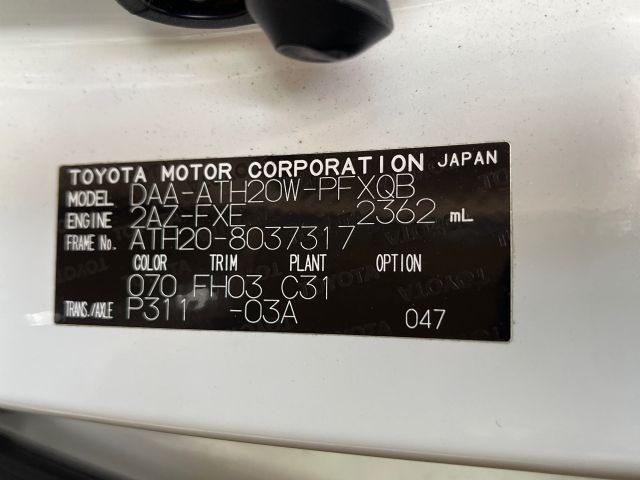 TOYOTA MOTOR CORPORATION JAPAN
MODEL DAA-ATH20W-PFXQB
ENGINE 2AZ-FXE 2362 mL
FRAME No. ATH20-8037317
COLOR TRIM PLANT OPTION
070 FH03 C31
TRANS./AXLE P311 -03A 047